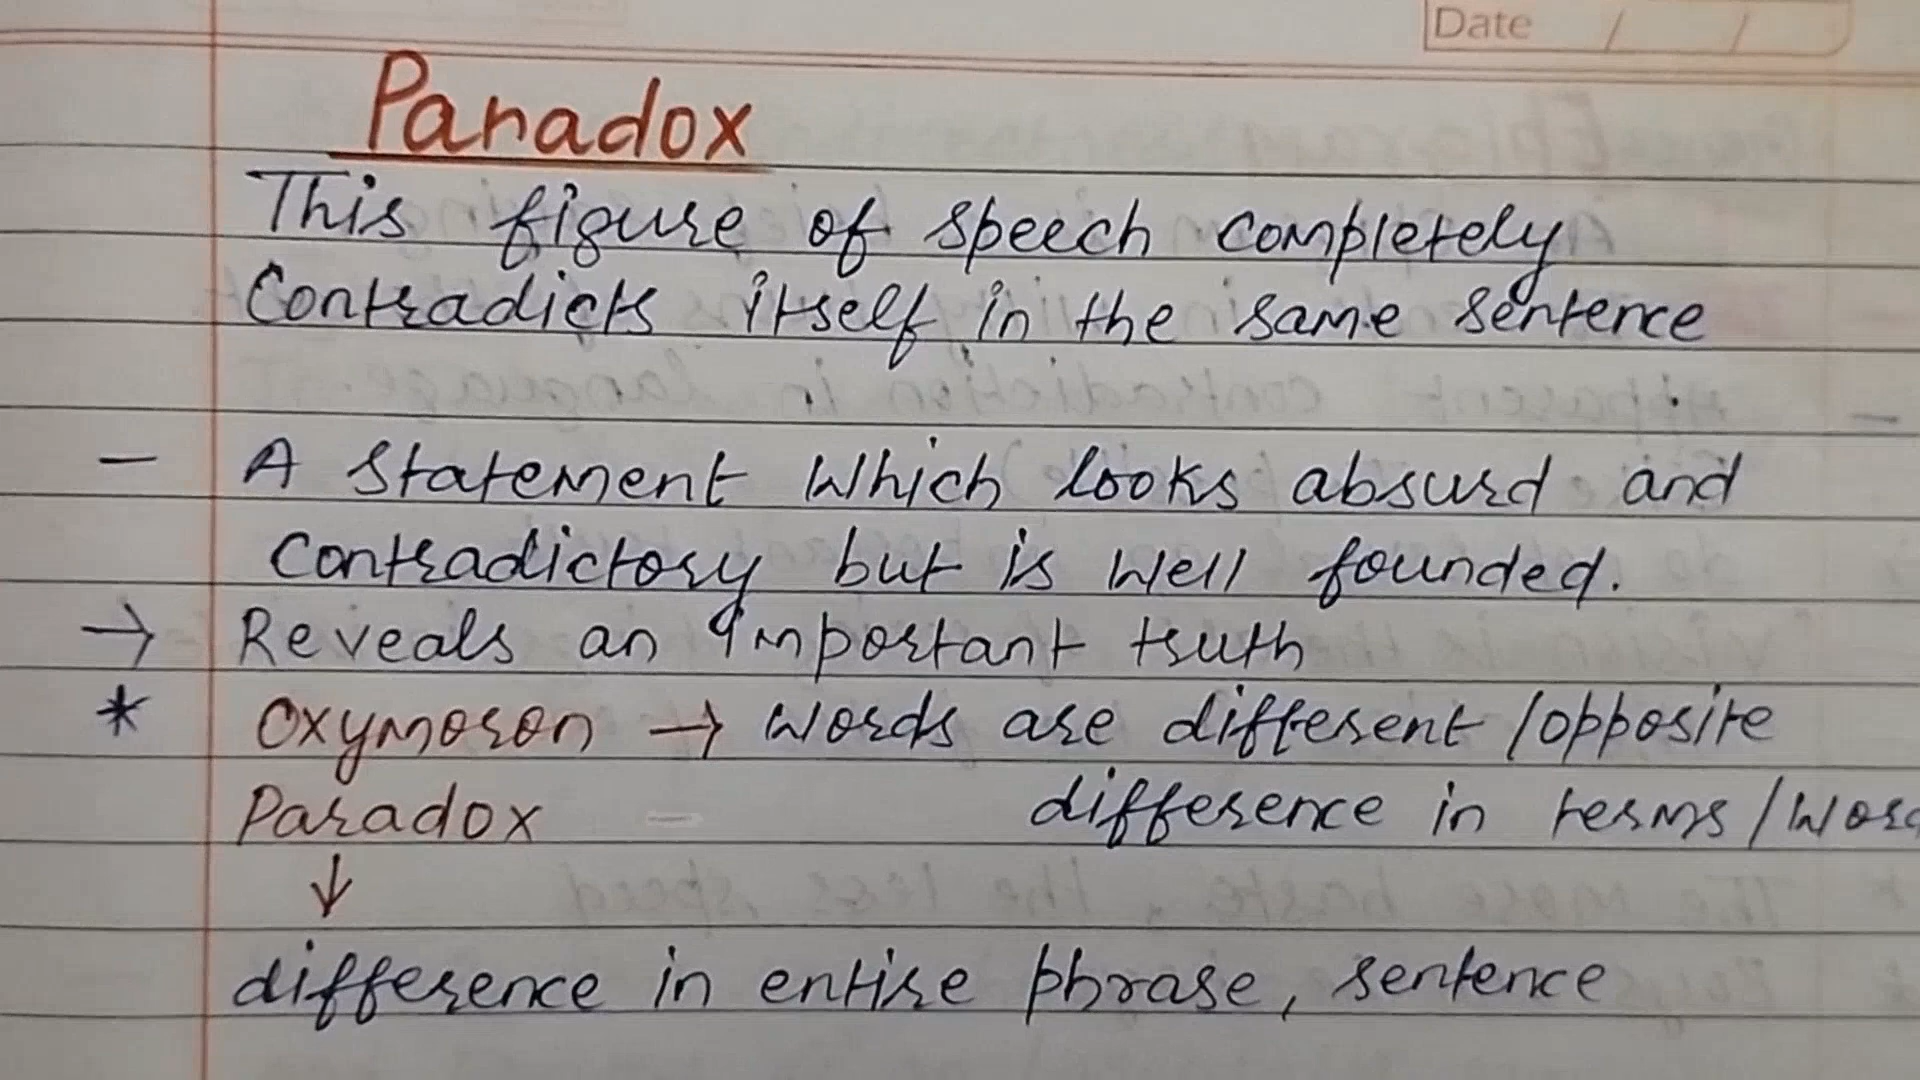 Date / /
Paradox
This figure of speech completely
Contradicts itself in the same sentence
- A Statement Which looks absurd and
Contradictory but is Well founded.
→ Reveals an Important truth
* Oxymoron → Words are different /opposite
Paradox - difference in terms /
↓
difference in entire phrase, sentence